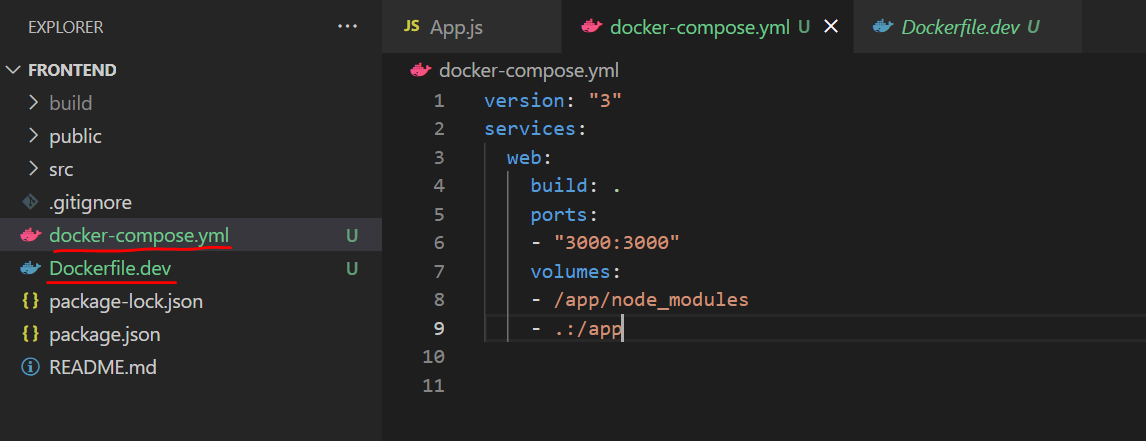 EXPLORER ...
FRONTEND
build
public
src
.gitignore
docker-compose.yml U
Dockerfile.dev U
{} package-lock.json
{} package.json
README.md
JS App.js
docker-compose.yml U
Dockerfile.dev U
docker-compose.yml
1 version: "3"
2 services:
3 web:
4 build: .
5 ports:
6 - "3000:3000"
7 volumes:
8 - /app/node_modules
9 - .:/app
10
11